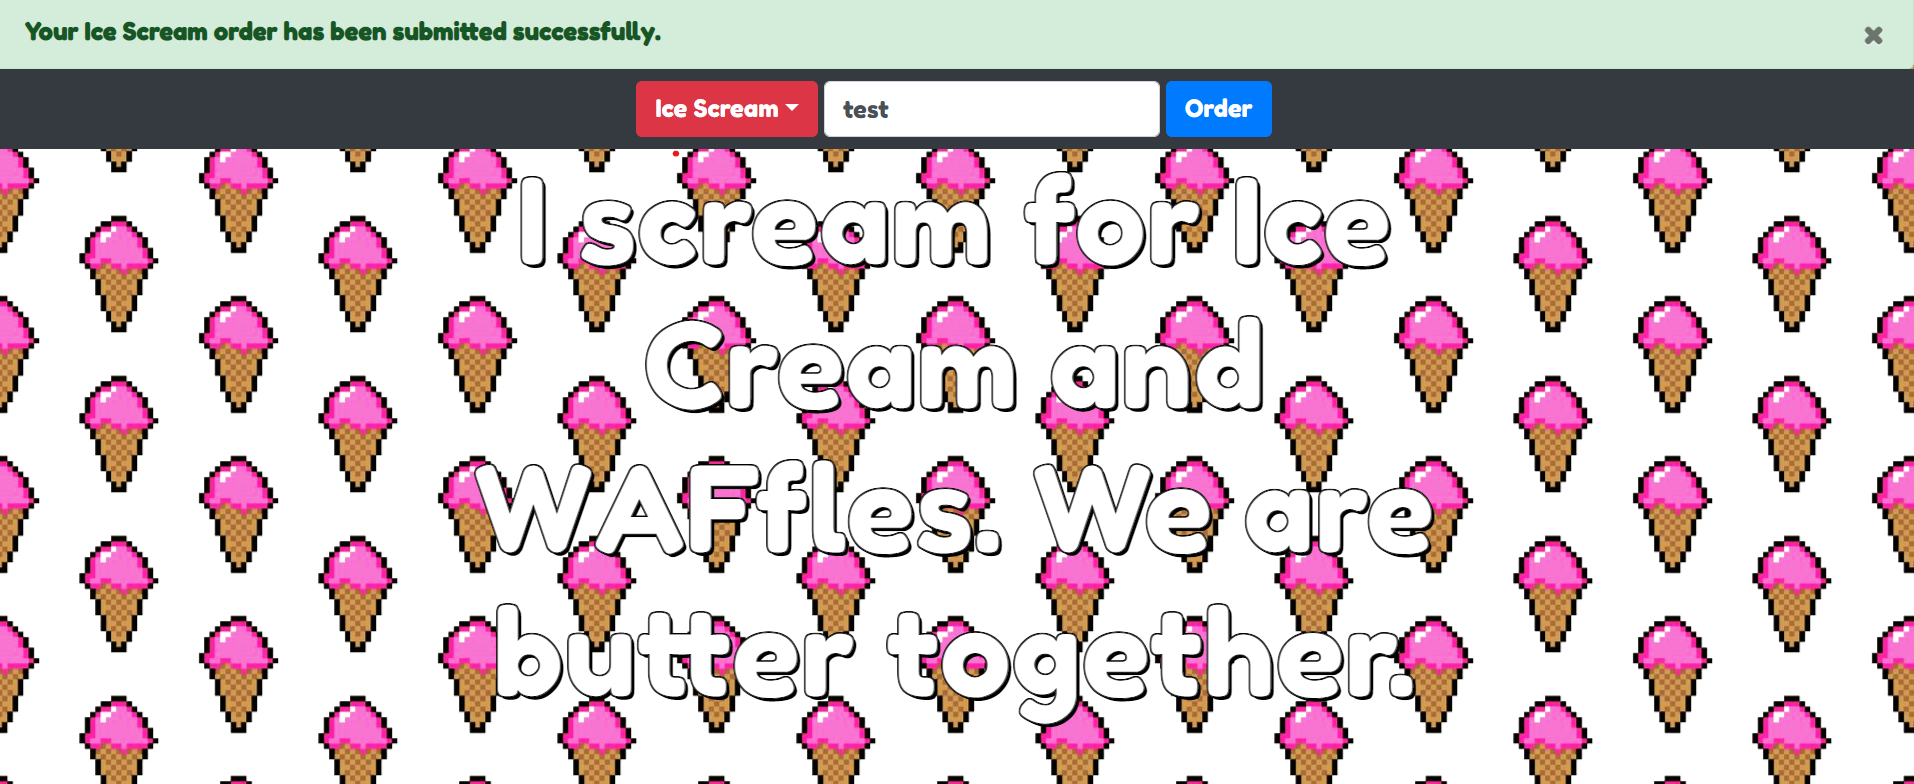 Your Ice Scream order has been submitted successfully.
×
Ice Scream test Order
I scream for Ice
Cream and
WAFfles. We are
butter together.